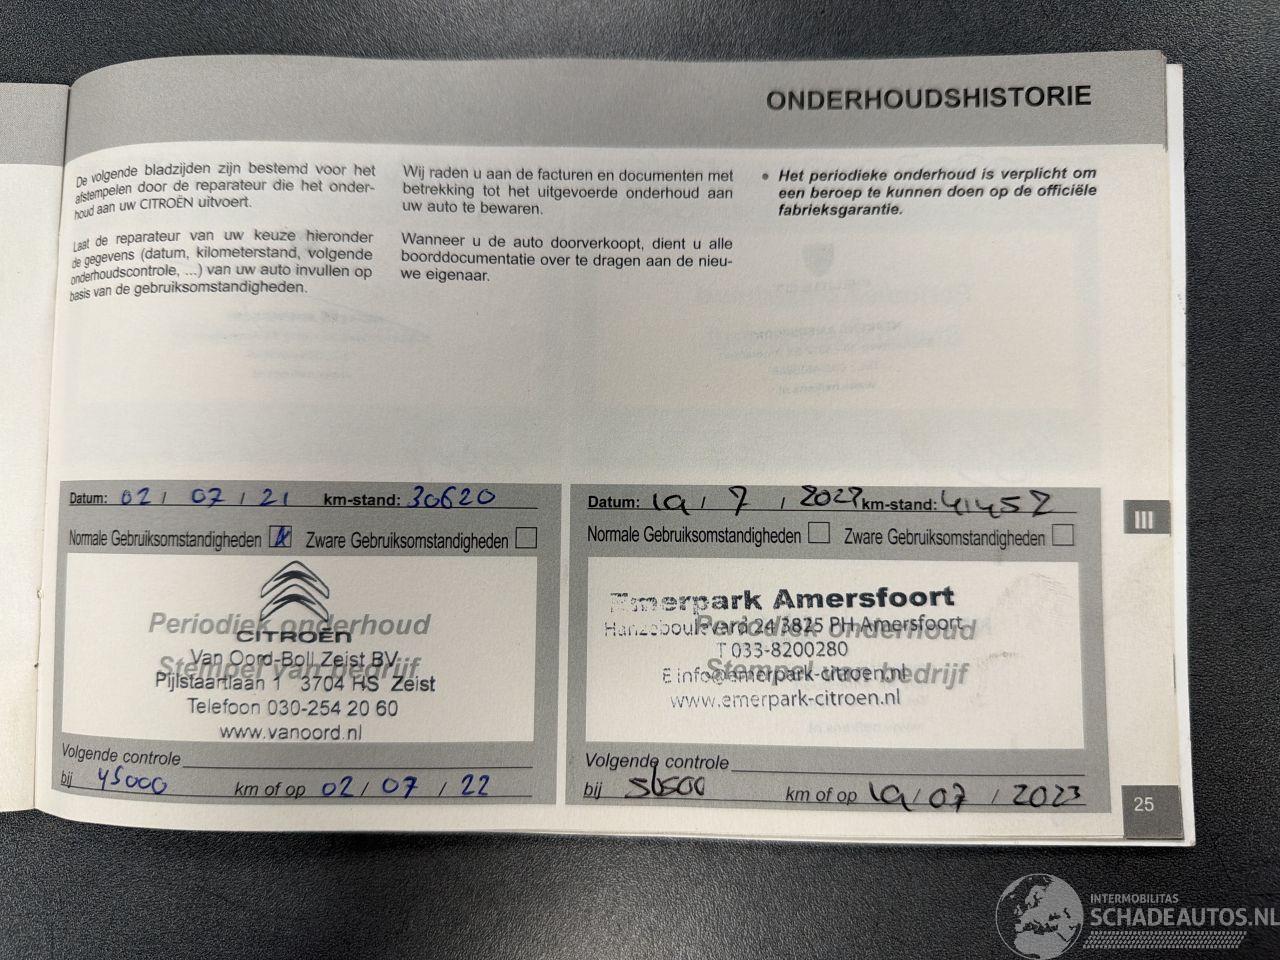 ONDERHOUDSHISTORIE
De volgende bladzijden zijn bestemd voor het
afstempelen door de reparateur die het onder-
houd aan uw CITROËN uitvoert.
Laat de reparateur van uw keuze hieronder
de gegevens (datum, kilometerstand, volgende
onderhoudscontrole, ...) van uw auto invullen op
basis van de gebruiksomstandigheden.
Wij raden u aan de facturen en documenten met
betrekking tot het uitgevoerde onderhoud aan
uw auto te bewaren.
Wanneer u de auto doorverkoopt, dient u alle
boorddocumentatie over te dragen aan de nieu-
we eigenaar.
• Het periodieke onderhoud is verplicht om
een beroep te kunnen doen op de officiële
fabrieksgarantie.
Datum: 02 / 07 / 21 km-stand: 30620
Normale Gebruiksomstandigheden Zware Gebruiksomstandigheden
Periodiek onderhoud
CITROËN
Van Oord-Boll Zeist BV
Stempel van bedrijf
Pijlstaartlaan 1 3704 HS Zeist
Telefoon 030-254 20 60
www.vanoord.nl
Volgende controle
bij 45000 km of op 02 / 07 / 22
Datum: 19 / 7 / 2022 km-stand: 41452
Normale Gebruiksomstandigheden Zware Gebruiksomstandigheden
Emerpark Amersfoort
Hanzeboulevard 24 3825 PH Amersfoort
Periodiek onderhoud
T 033-8200280
Stempel van bedrijf
E info@emerpark-citroen.nl
www.emerpark-citroen.nl
Volgende controle
bij 56500 km of op 19 / 07 / 2023
III
25
INTERMOBILITAS
SCHADEAUTOS.NL